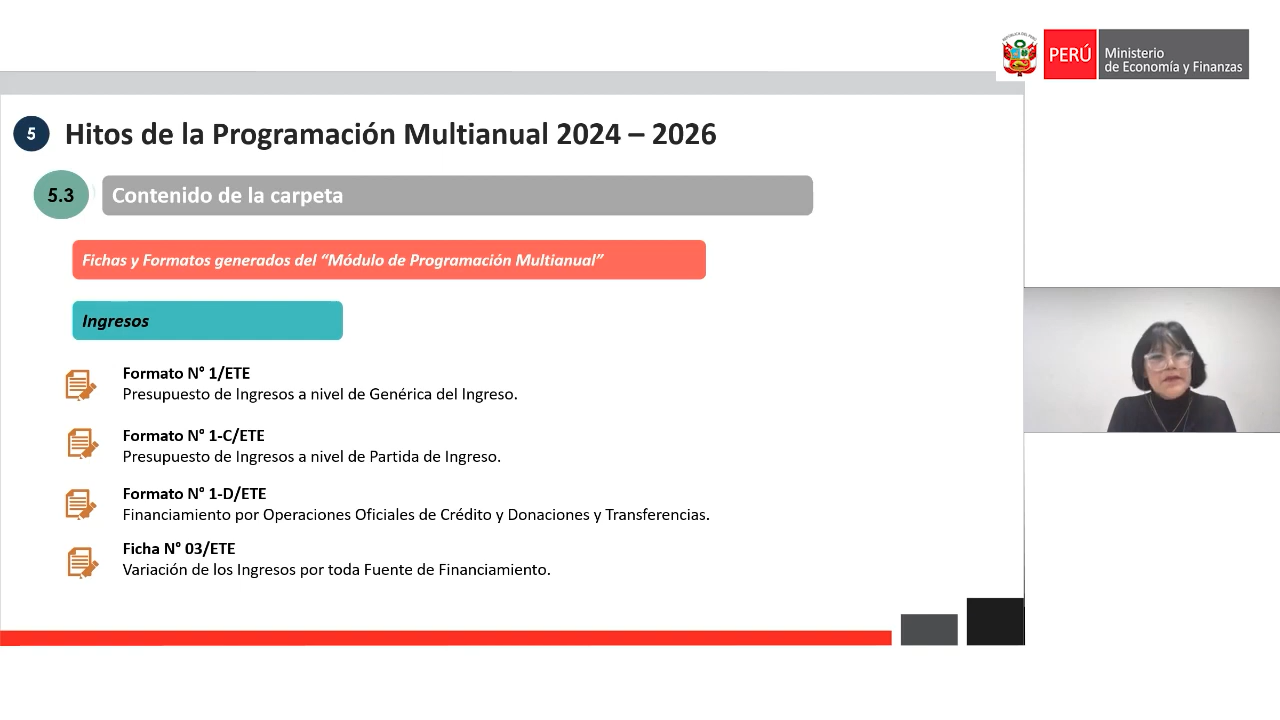 REPÚBLICA DEL PERÚ
PERÚ
Ministerio
de Economía y Finanzas
5
Hitos de la Programación Multianual 2024 – 2026
5.3
Contenido de la carpeta
Fichas y Formatos generados del “Módulo de Programación Multianual”
Ingresos
Formato N° 1/ETE
Presupuesto de Ingresos a nivel de Genérica del Ingreso.
Formato N° 1-C/ETE
Presupuesto de Ingresos a nivel de Partida de Ingreso.
Formato N° 1-D/ETE
Financiamiento por Operaciones Oficiales de Crédito y Donaciones y Transferencias.
Ficha N° 03/ETE
Variación de los Ingresos por toda Fuente de Financiamiento.